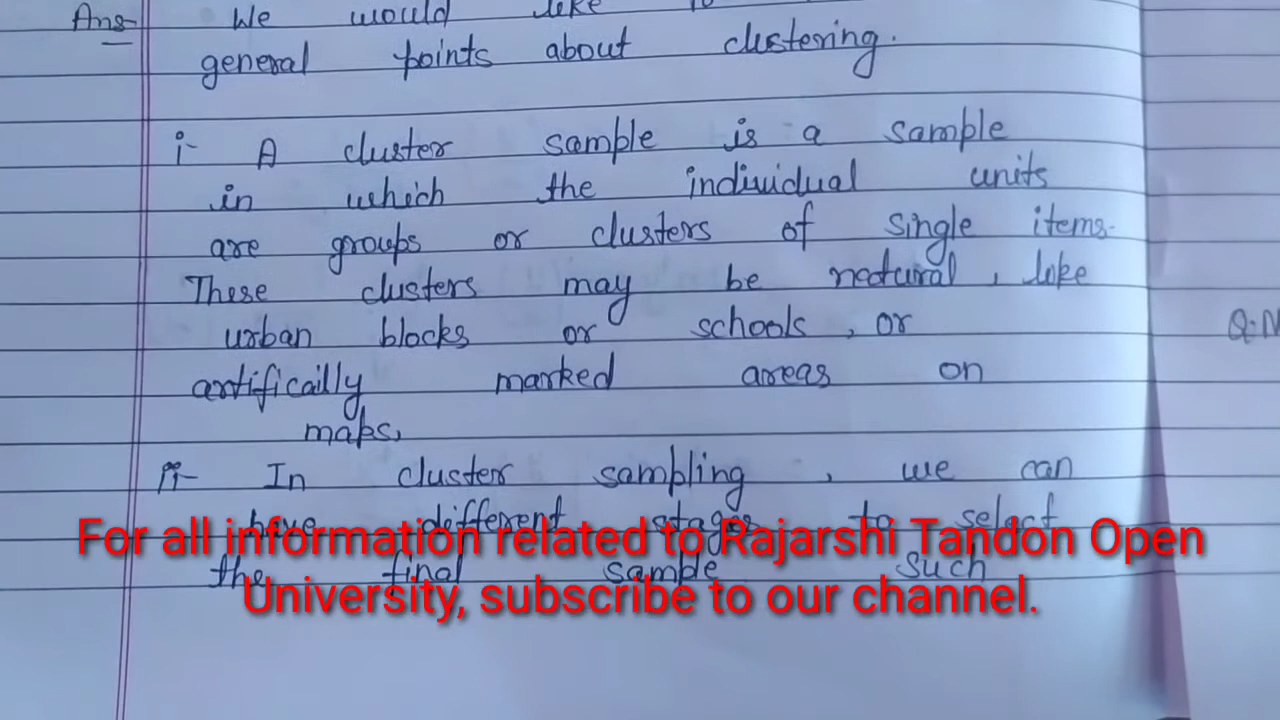 Ans- We would like to
general points about clustering.
i- A cluster sample is a sample
in which the individual units
are groups or clusters of single items.
These clusters may be natural, like
urban blocks or schools, or
artificailly marked areas on
maps,
ii- In cluster sampling, we can
have different stages to select
the final sample such
For all information related to Rajarshi Tandon Open
University, subscribe to our channel.